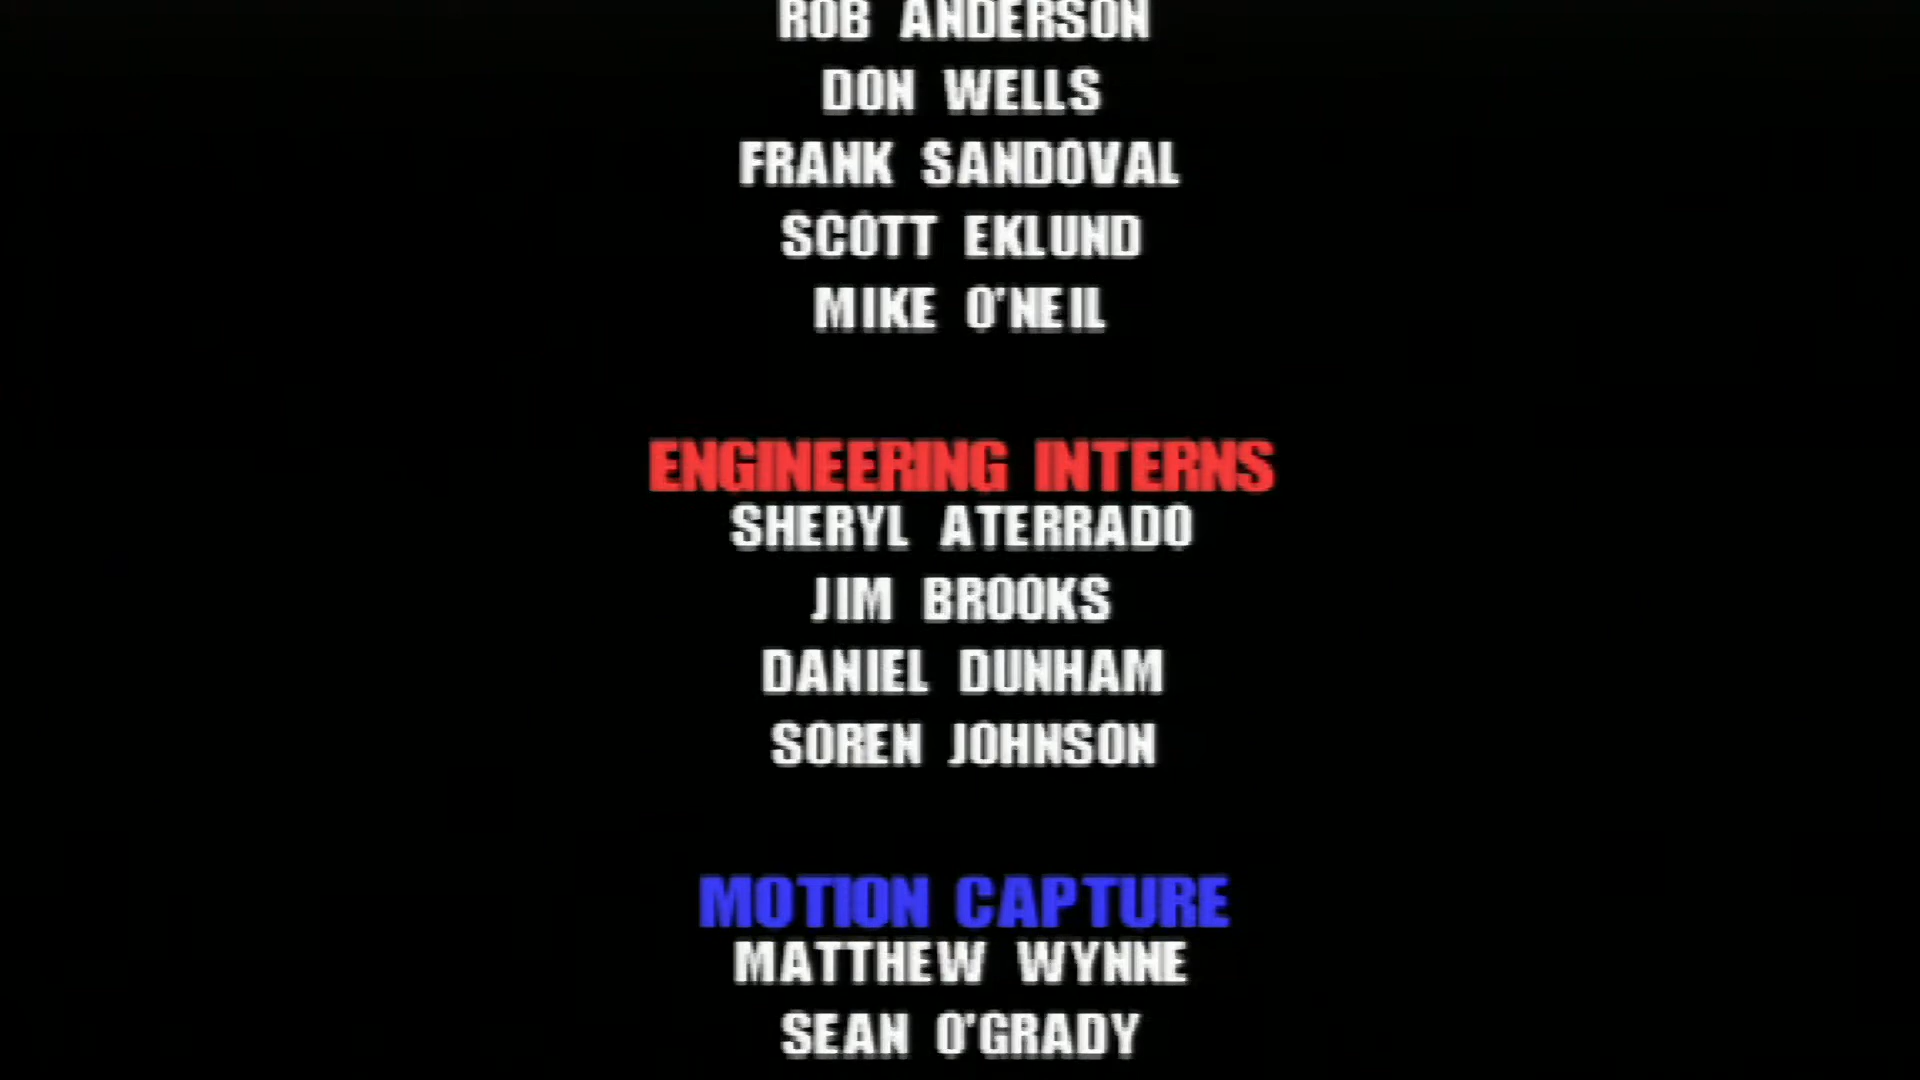 ROB ANDERSON
DON WELLS
FRANK SANDOVAL
SCOTT EKLUND
MIKE O'NEIL
ENGINEERING INTERNS
SHERYL ATERRADO
JIM BROOKS
DANIEL DUNHAM
SOREN JOHNSON
MOTION CAPTURE
MATTHEW WYNNE
SEAN O'GRADY